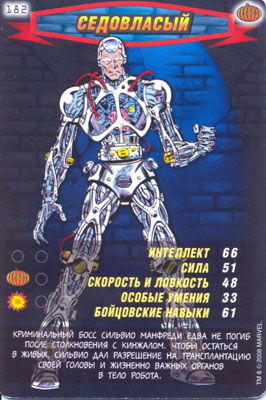 182
СЕДОВЛАСЫЙ
ИНТЕЛЛЕКТ 66
СИЛА 51
СКОРОСТЬ И ЛОВКОСТЬ 48
ОСОБЫЕ УМЕНИЯ 33
БОЙЦОВСКИЕ НАВЫКИ 61
КРИМИНАЛЬНЫЙ БОСС СИЛЬВИО МАНФРЕДИ ЕДВА НЕ ПОГИБ
ПОСЛЕ СТОЛКНОВЕНИЯ С КИНЖАЛОМ. ЧТОБЫ ОСТАТЬСЯ
В ЖИВЫХ, СИЛЬВИО ДАЛ РАЗРЕШЕНИЕ НА ТРАНСПЛАНТАЦИЮ
СВОЕЙ ГОЛОВЫ И ЖИЗНЕННО ВАЖНЫХ ОРГАНОВ
В ТЕЛО РОБОТА.
TM & © 2008 MARVEL.